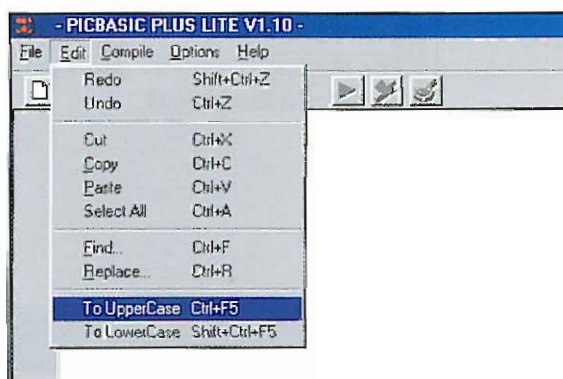 - PICBASIC PLUS LITE V1.10 -
File Edit Compile Options Help
Redo Shift+Ctrl+Z
Undo Ctrl+Z
Cut Ctrl+X
Copy Ctrl+C
Paste Ctrl+V
Select All Ctrl+A
Find... Ctrl+F
Replace... Ctrl+R
To UpperCase Ctrl+F5
To LowerCase Shift+Ctrl+F5